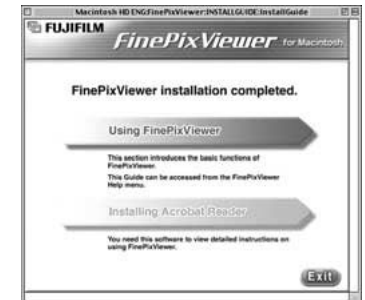 Macintosh HD ENG:FinePixViewer:INSTALLGUIDE:InstallGuide
FUJIFILM
FinePixViewer for Macintosh
FinePixViewer installation completed.
Using FinePixViewer
This section introduces the basic functions of
FinePixViewer.
This Guide can be accessed from the FinePixViewer
Help menu.
Installing Acrobat Reader
You need this software to view detailed instructions on
using FinePixViewer.
Exit